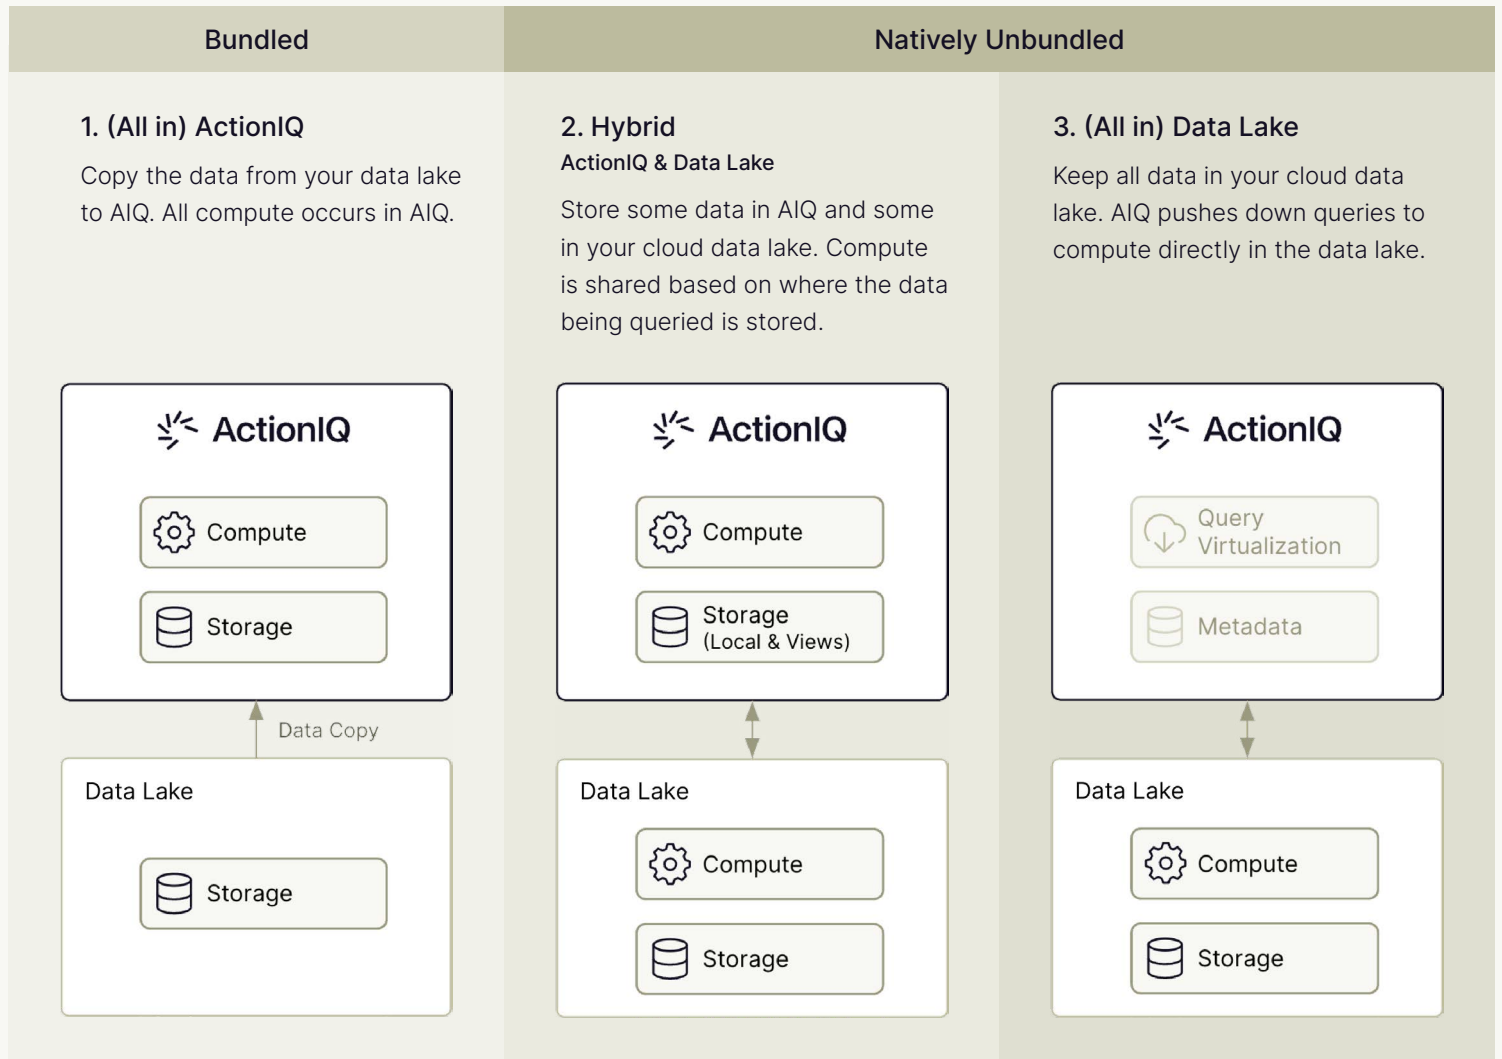 Bundled
Natively Unbundled
1. (All in) ActionIQ
Copy the data from your data lake
to AIQ. All compute occurs in AIQ.
2. Hybrid
ActionIQ & Data Lake
Store some data in AIQ and some
in your cloud data lake. Compute
is shared based on where the data
being queried is stored.
3. (All in) Data Lake
Keep all data in your cloud data
lake. AIQ pushes down queries to
compute directly in the data lake.
ActionIQ
Compute
Storage
Data Copy
Data Lake
Storage
ActionIQ
Compute
Storage
(Local & Views)
Data Lake
Compute
Storage
ActionIQ
Query
Virtualization
Metadata
Data Lake
Compute
Storage